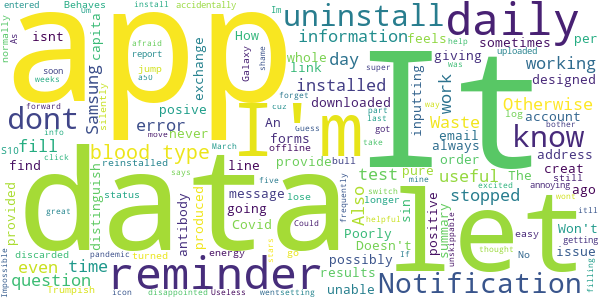 app
It
data
let
I'm
daily
reminder
Notification
uninstall
know
dont
Samsung
blood type
information
installed
error
fill
question
useful
stopped
working
work
test
Waste
Otherwise
Also
time
day
even
find
isnt
Behaves
install
accidentally
entered
Um
normally
afraid
report
jump
a50
silently
As
capita
How
whole
link
exchange
Im
weeks
soon
shame
help
Galaxy
uploaded
per
feels
sometimes
giving
downloaded
designed
Was
super
inputting
part
last
got
way
cuz
Guess
March
take
offline
forget
info
move
forward
posive
never
S10
reinstalled
click
An
forms
provide
bull
log
account
email
always
bother
address
creat
ago
still
pure
order
The
line
distinguish
says
five
mine
status
message
going
antibody
Covid
sin
positive
summary
longer
switch
excited
annoying
wont
itll
lose
frequently
Doesn't
If
No
easy
issue
getting
Won't
unskippable
thought
filling
unable
results
possibly
Poorly
produced
provided
discarded
great
pandemic
turned
Could
go
energy
stars
helpful
Trumpish
icon
disappointed
Useless
wentsetting
Impossible